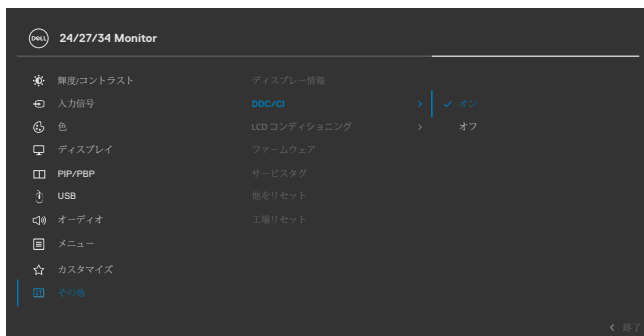 DELL
24/27/34 Monitor
輝度/コントラスト
入力信号
色
ディスプレイ
PIP/PBP
USB
オーディオ
メニュー
カスタマイズ
その他
ディスプレー情報
DDC/CI
LCD コンディショニング
ファームウェア
サービスタグ
他をリセット
工場リセット
オン
オフ
終了